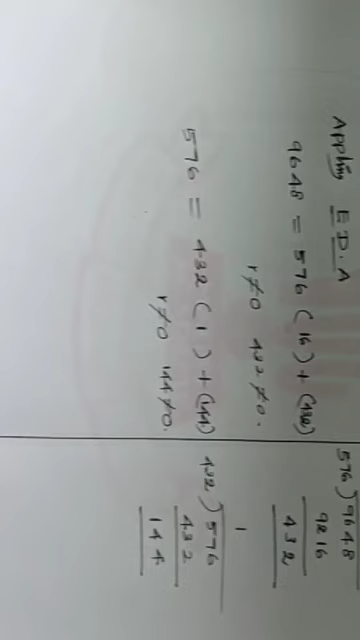 Applying E.D.A
9648 = 576 (16) + (432)
r≠0 432 ≠0.
576 = 432 ( 1 ) + (144)
r≠0 144≠0.
576 ) 9648
9216
432
1
432 ) 576
432
144